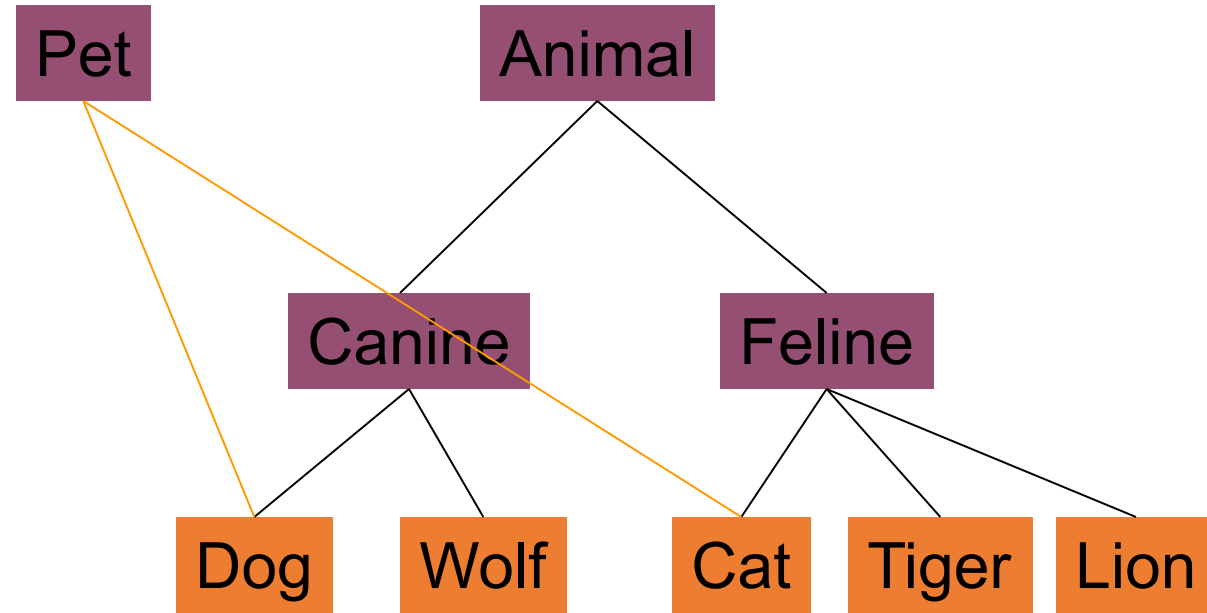 Pet
Animal
Canine
Feline
Dog
Wolf
Cat
Tiger
Lion